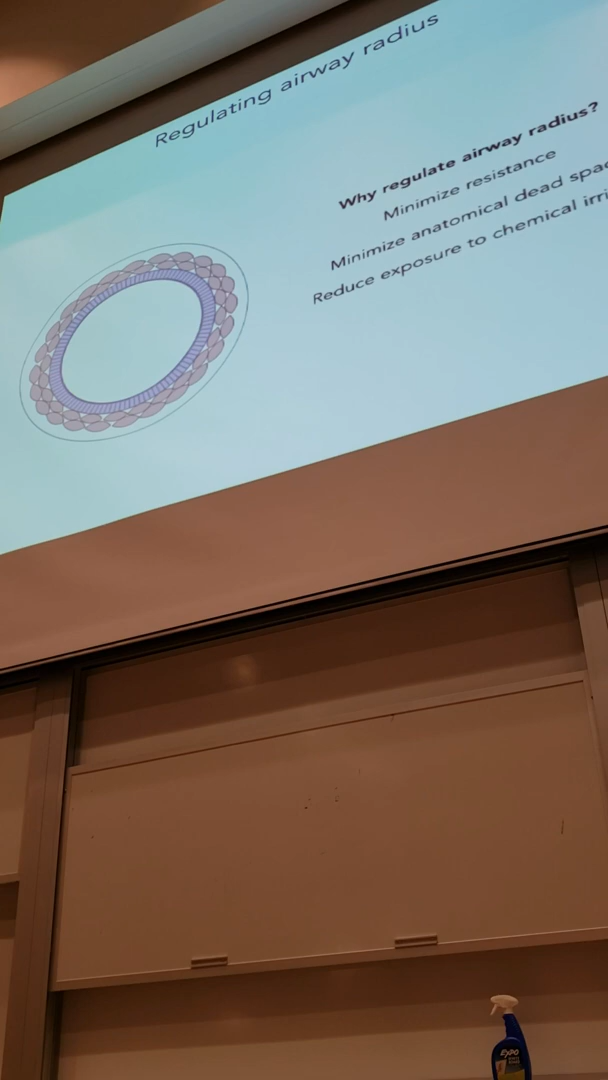 Regulating airway radius
Why regulate airway radius?
Minimize resistance
Minimize anatomical dead
Reduce exposure to chemical
EXPO